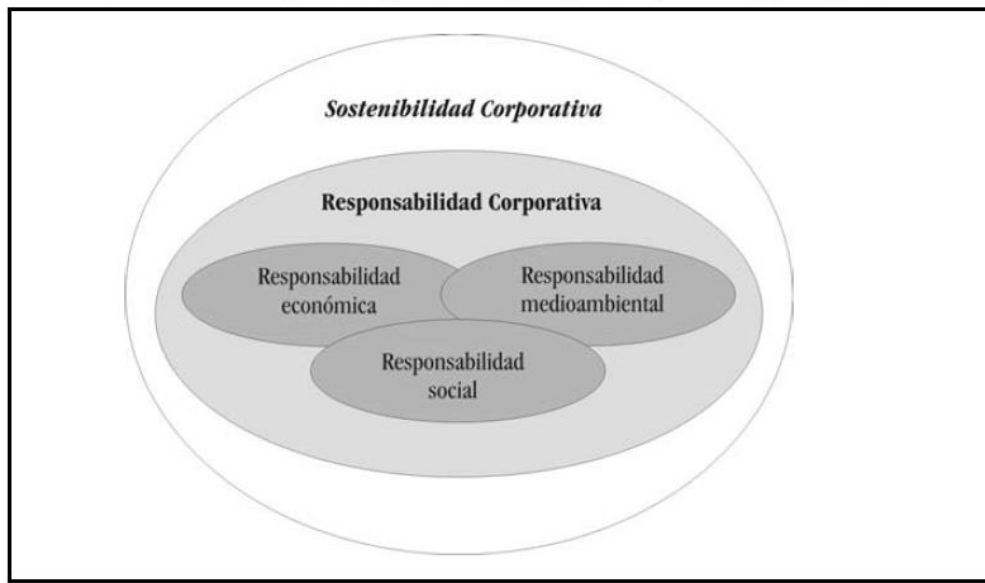 Sostenibilidad Corporativa
Responsabilidad Corporativa
Responsabilidad
económica
Responsabilidad
medioambiental
Responsabilidad
social